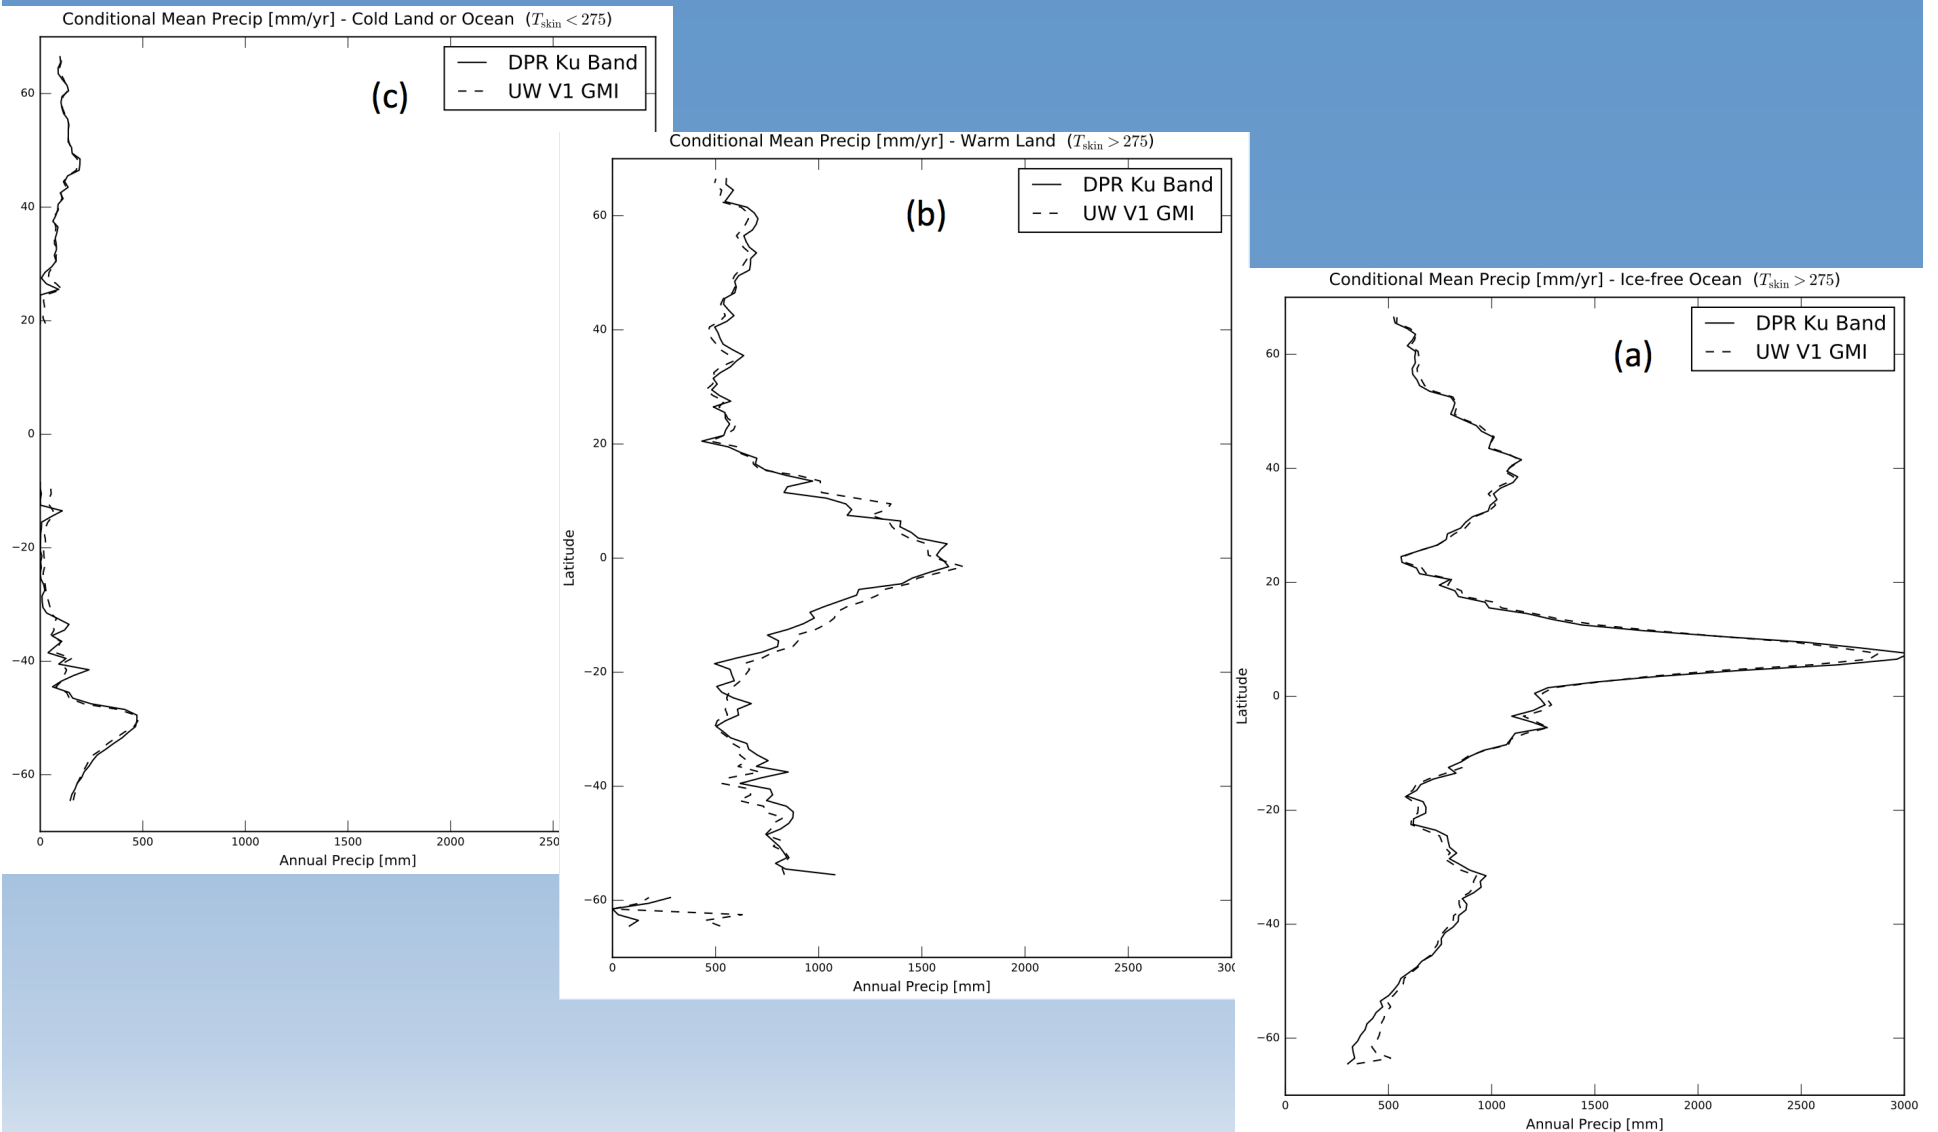 Conditional Mean Precip [mm/yr] - Cold Land or Ocean (Tskin < 275)
DPR Ku Band
UW V1 GMI
(c)
60
40
20
0
−20
−40
−60
0 500 1000 1500 2000 250
Annual Precip [mm]
Conditional Mean Precip [mm/yr] - Warm Land (Tskin > 275)
DPR Ku Band
UW V1 GMI
(b)
Latitude
60
40
20
0
−20
−40
−60
0 500 1000 1500 2000 2500 300
Annual Precip [mm]
Conditional Mean Precip [mm/yr] - Ice-free Ocean (Tskin > 275)
DPR Ku Band
UW V1 GMI
(a)
Latitude
60
40
20
0
−20
−40
−60
0 500 1000 1500 2000 2500 3000
Annual Precip [mm]